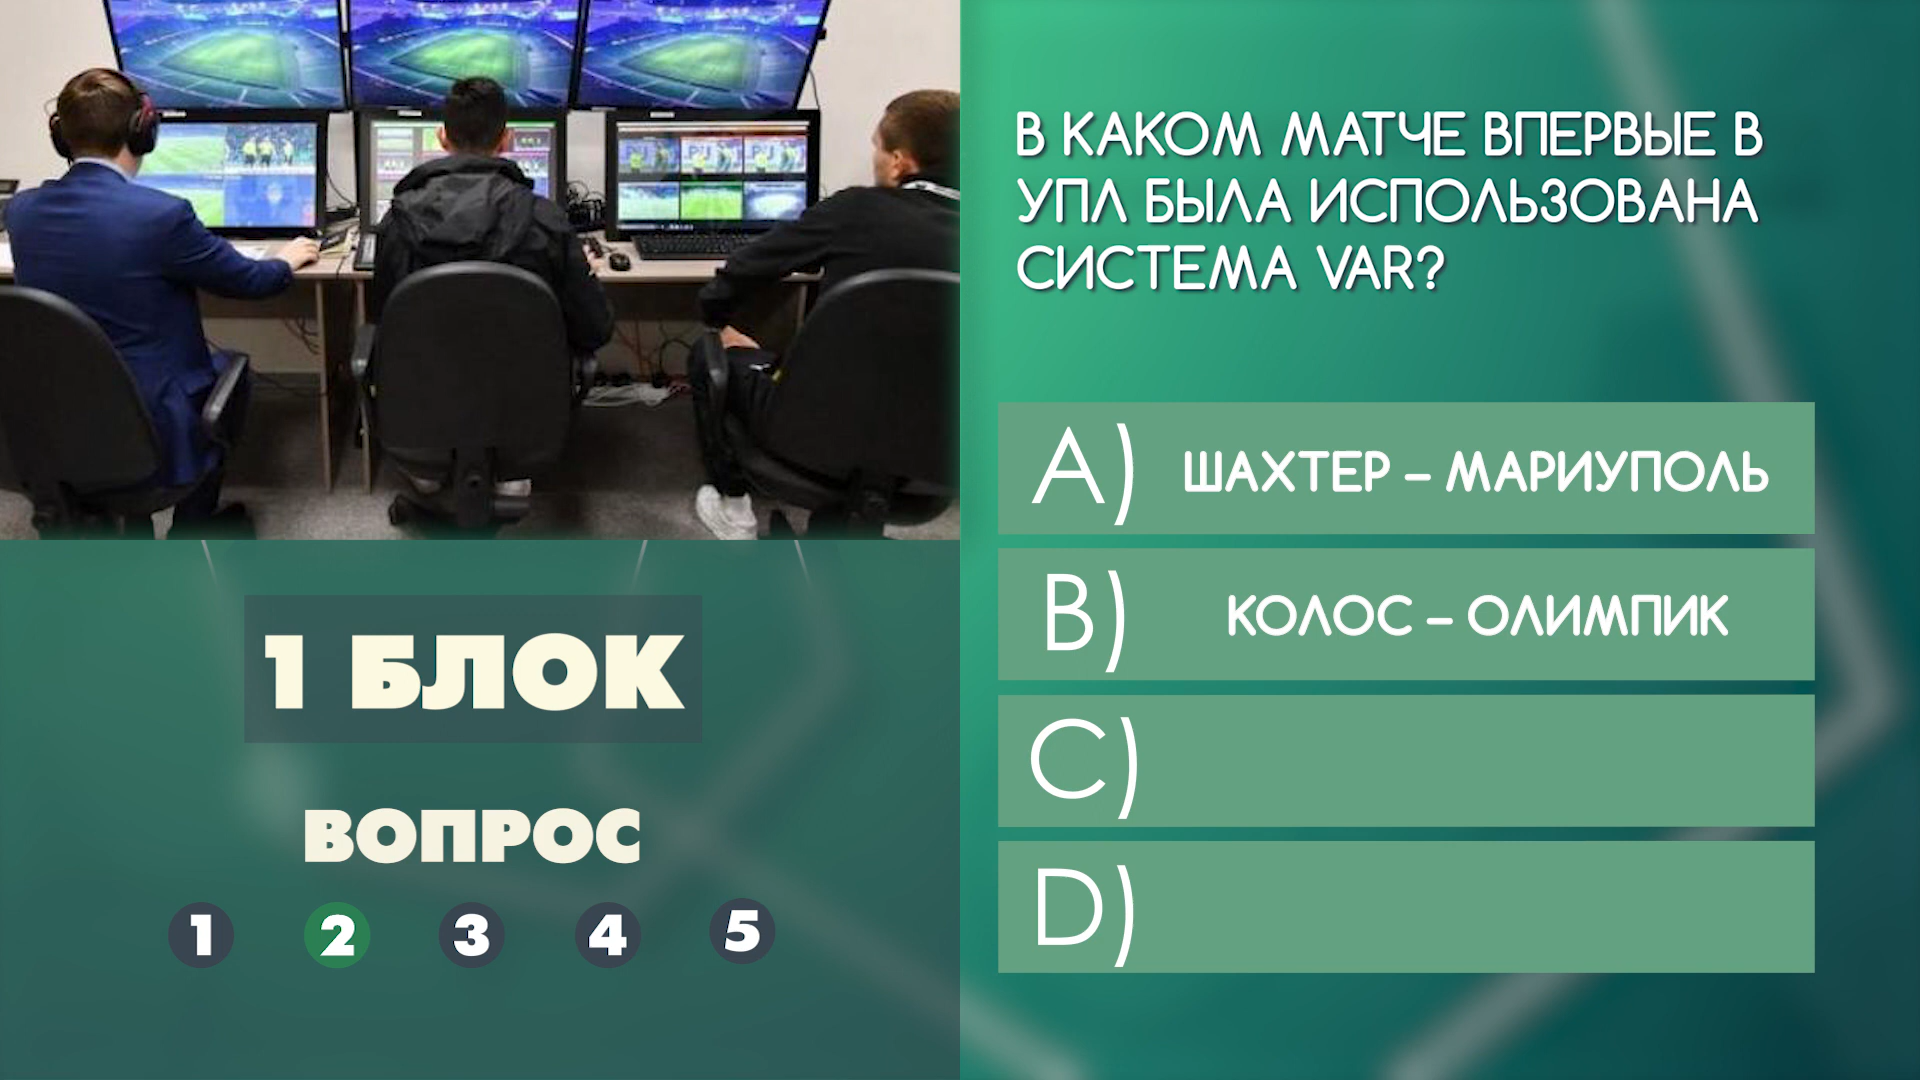 В КАКОМ МАТЧЕ ВПЕРВЫЕ В
УПЛ БЫЛА ИСПОЛЬЗОВАНА
СИСТЕМА VAR?
A) ШАХТЕР – МАРИУПОЛЬ
B) КОЛОС – ОЛИМПИК
C)
D)
1 БЛОК
ВОПРОС
1 2 3 4 5